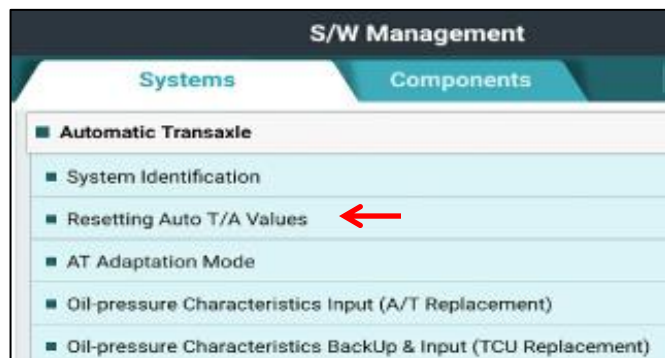 S/W Management
Systems
Components
Automatic Transaxle
System Identification
Resetting Auto T/A Values
AT Adaptation Mode
Oil-pressure Characteristics Input (A/T Replacement)
Oil-pressure Characteristics BackUp & Input (TCU Replacement)